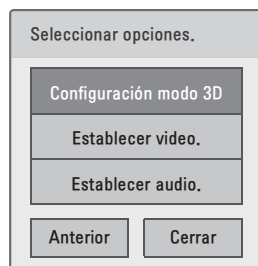 Seleccionar opciones.
Configuración modo 3D
Establecer video.
Establecer audio.
Anterior Cerrar